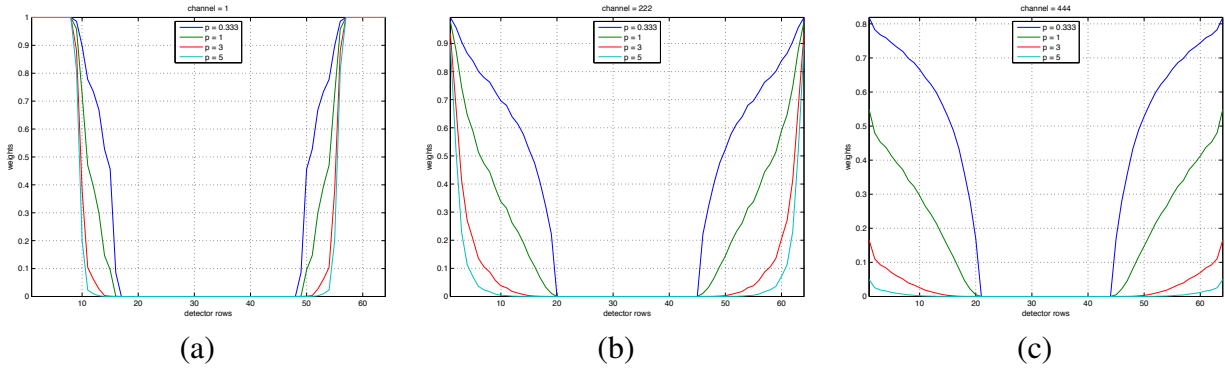 channel = 1
p = 0.333
p = 1
p = 3
p = 5
weights
1
0.9
0.8
0.7
0.6
0.5
0.4
0.3
0.2
0.1
0
10 20 30 40 50 60
detector rows
(a)
channel = 222
p = 0.333
p = 1
p = 3
p = 5
weights
0.9
0.8
0.7
0.6
0.5
0.4
0.3
0.2
0.1
0
10 20 30 40 50 60
detector rows
(b)
channel = 444
p = 0.333
p = 1
p = 3
p = 5
weights
0.8
0.7
0.6
0.5
0.4
0.3
0.2
0.1
0
10 20 30 40 50 60
detector rows
(c)